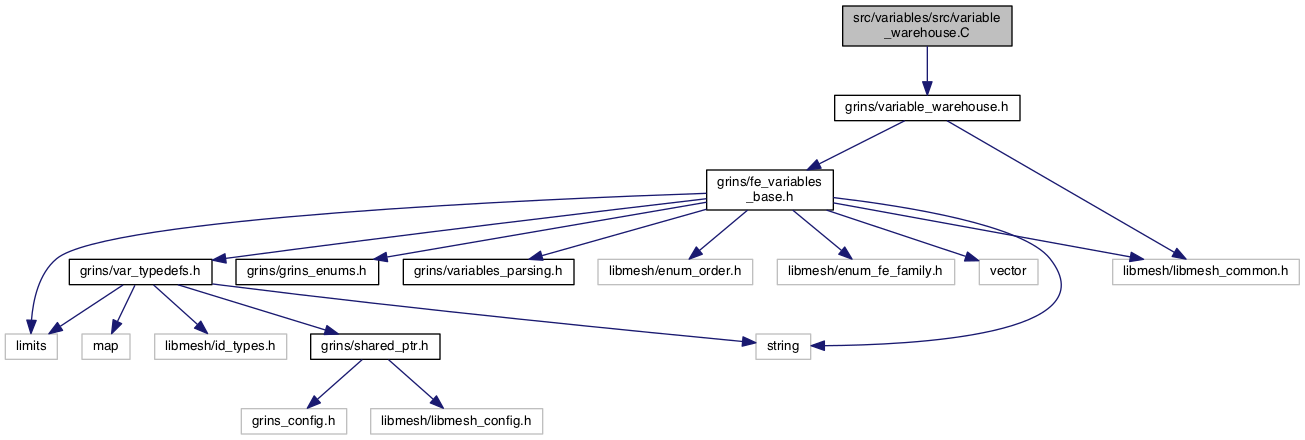 src/variables/src/variable
_warehouse.C
grins/variable_warehouse.h
grins/fe_variables
_base.h
grins/var_typedefs.h
grins/grins_enums.h
grins/variables_parsing.h
libmesh/enum_order.h
libmesh/enum_fe_family.h
vector
libmesh/libmesh_common.h
limits
map
libmesh/id_types.h
grins/shared_ptr.h
string
grins_config.h
libmesh/libmesh_config.h